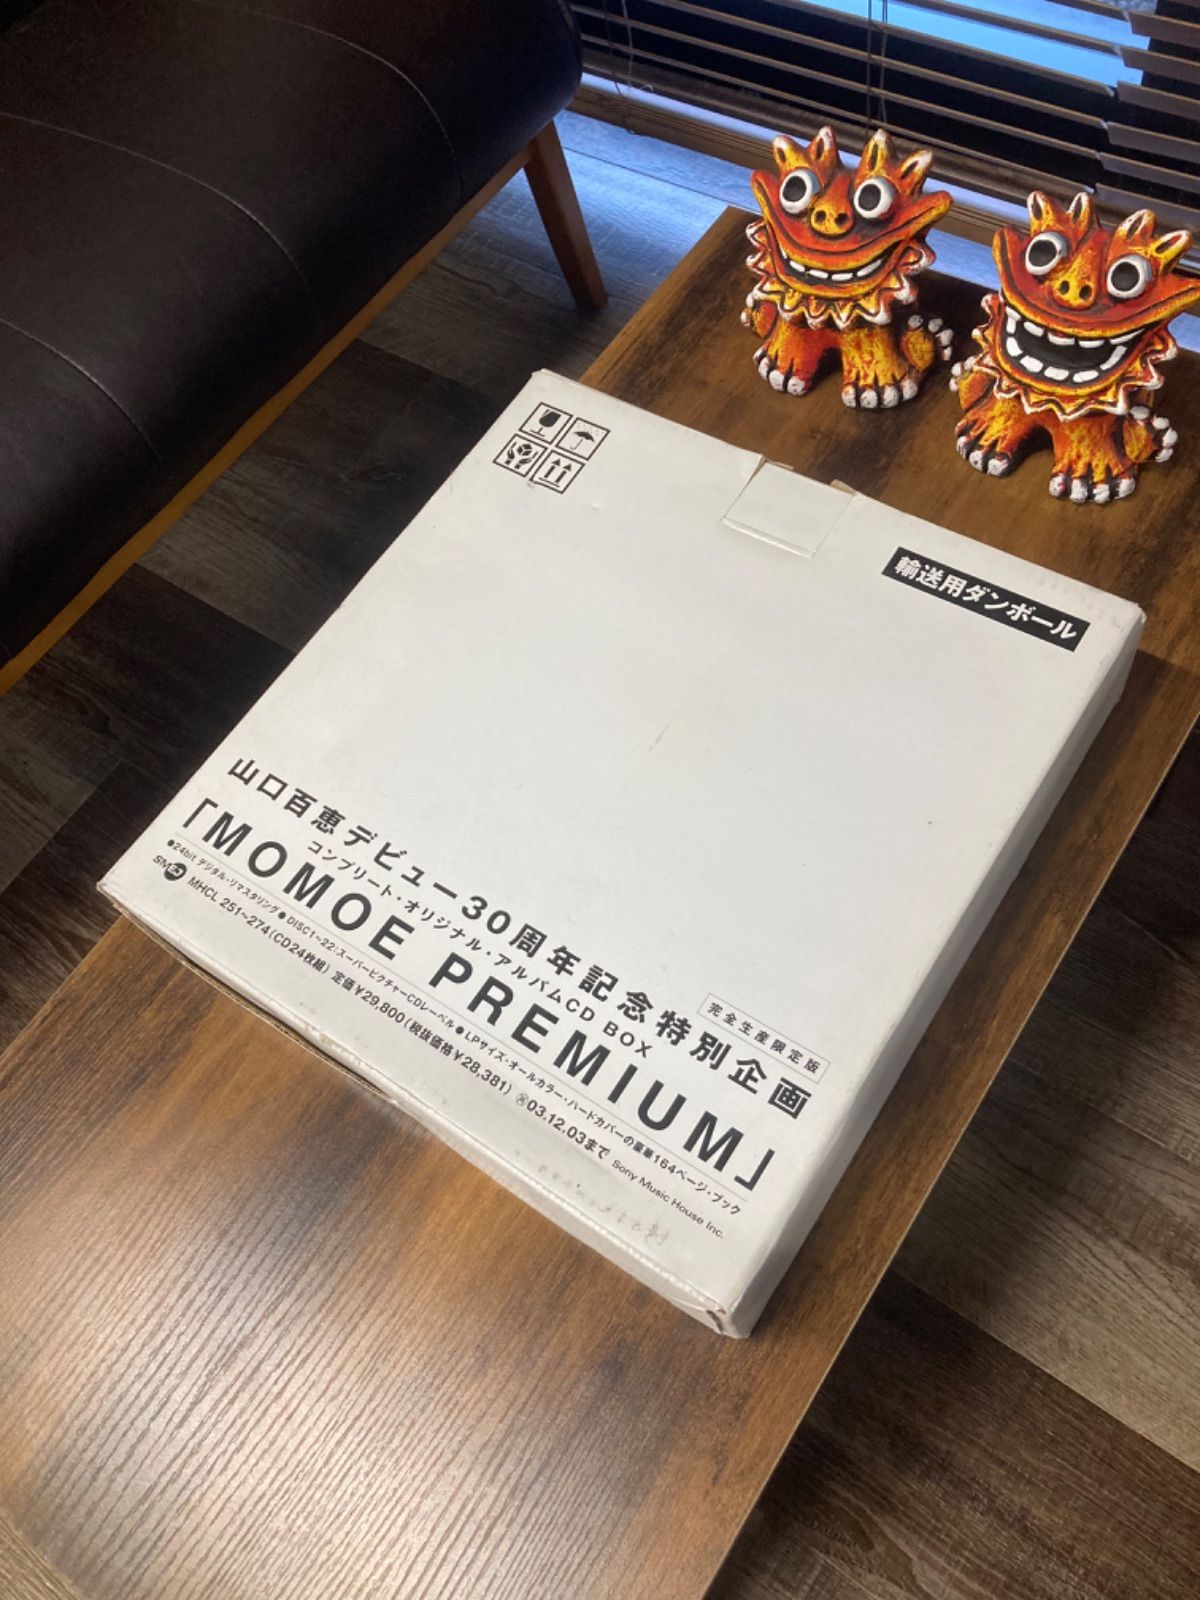 輸送用ダンボール
完全生産限定版
山口百恵デビュー30周年記念特別企画
コンプリート・オリジナル・アルバムCD BOX
「MOMOE PREMIUM」
●24bit デジタル・リマスタリング●DISC1~22:スーパーピクチャーCDレーベル●LPサイズ・オールカラー・ハードカバーの豪華164ページ・ブック
MHCL 251~274(CD24枚組) 定価¥29,800(税抜価格¥28,381) 再03.12.03まで Sony Music House Inc.